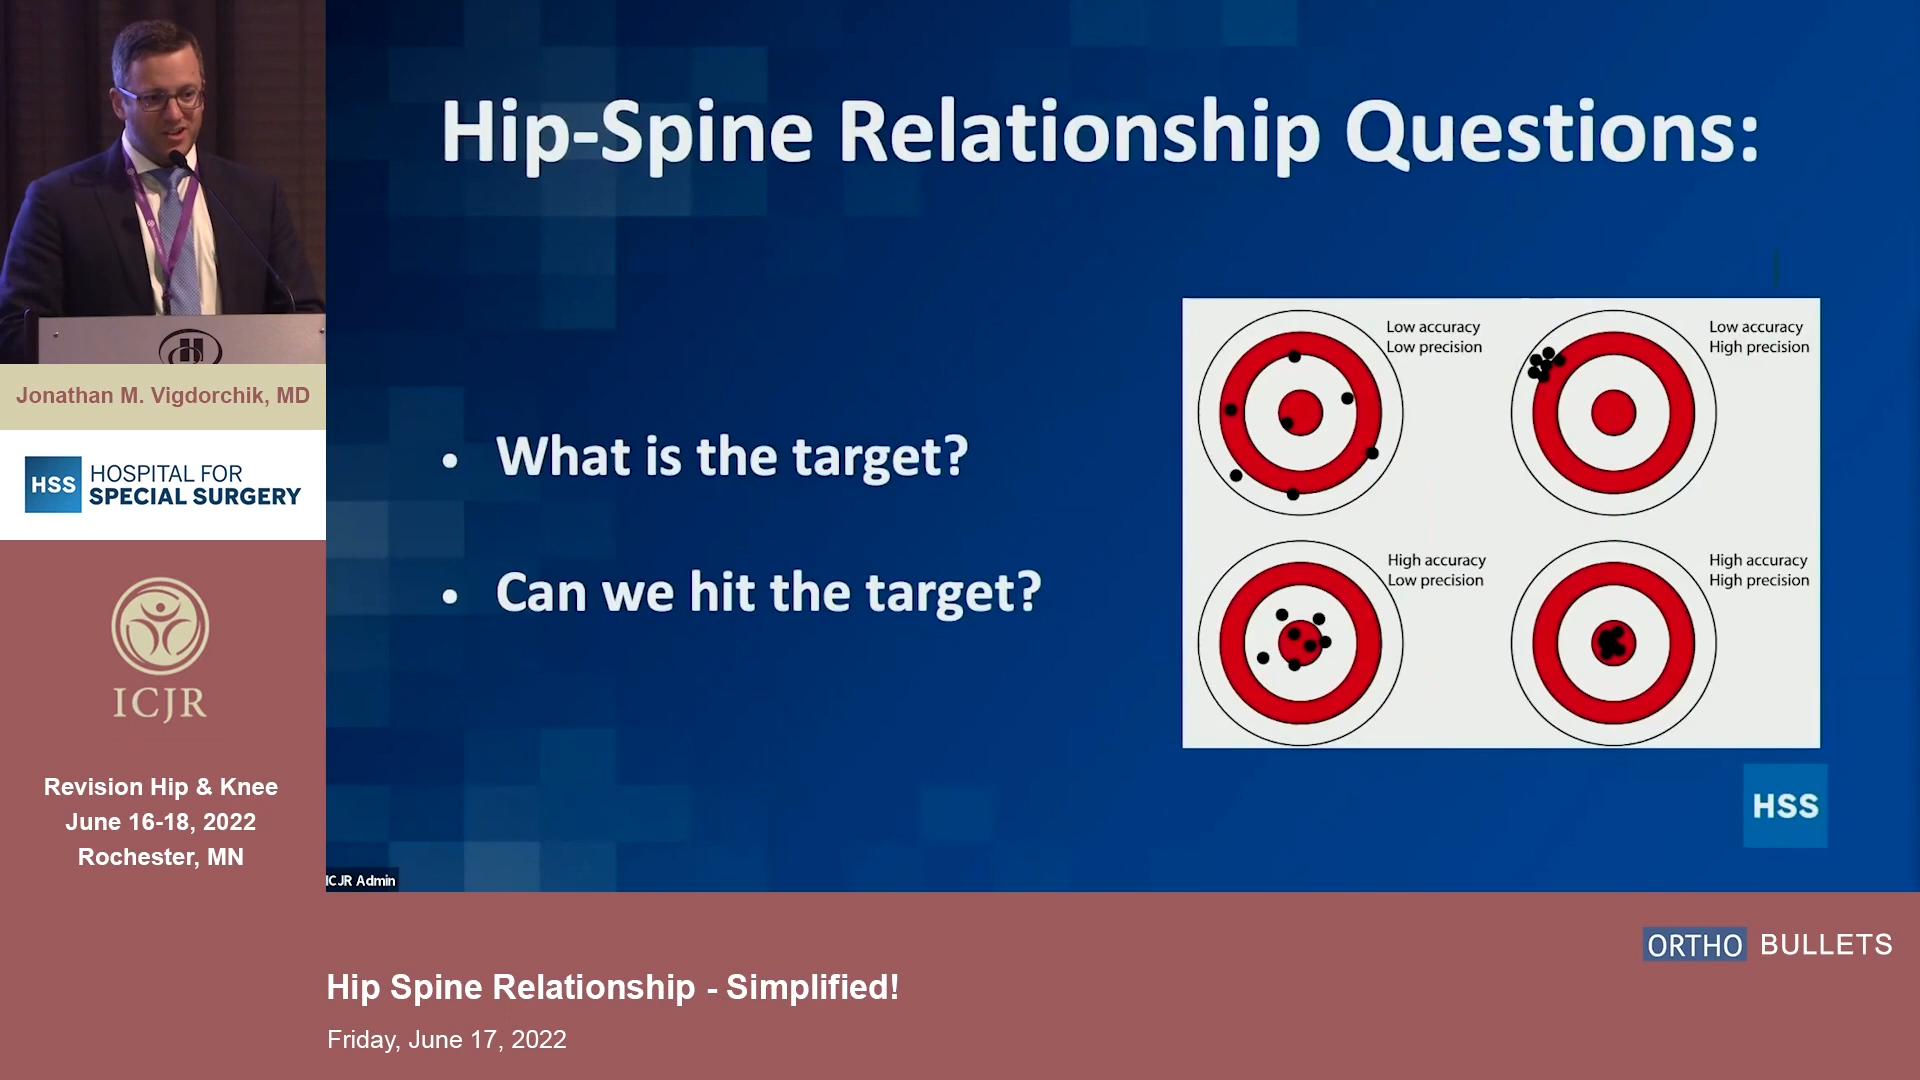 Hip-Spine Relationship Questions:
• What is the target?
• Can we hit the target?
Low accuracy
Low precision
Low accuracy
High precision
High accuracy
Low precision
High accuracy
High precision
HSS
ICJR Admin
Jonathan M. Vigdorchik, MD
HSS
HOSPITAL FOR
SPECIAL SURGERY
ICJR
Revision Hip & Knee
June 16-18, 2022
Rochester, MN
ORTHO BULLETS
Hip Spine Relationship - Simplified!
Friday, June 17, 2022